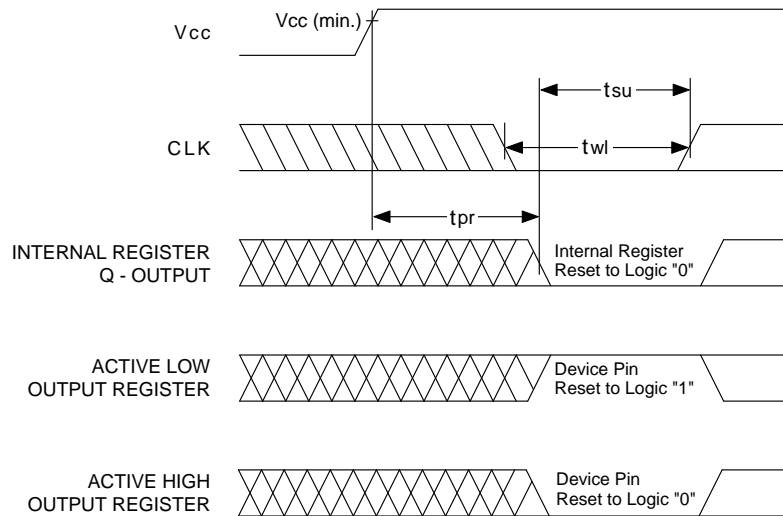 Vcc
Vcc (min.)
tsu
CLK
twl
tpr
INTERNAL REGISTER
Q - OUTPUT
Internal Register
Reset to Logic "0"
ACTIVE LOW
OUTPUT REGISTER
Device Pin
Reset to Logic "1"
ACTIVE HIGH
OUTPUT REGISTER
Device Pin
Reset to Logic "0"